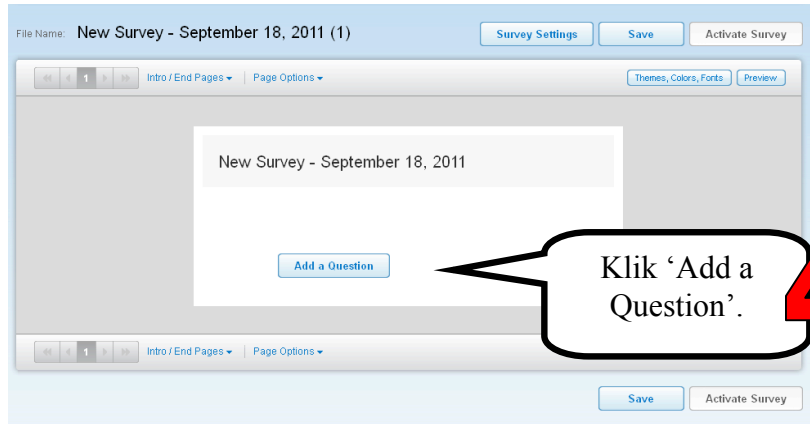 File Name: New Survey - September 18, 2011 (1) Survey Settings Save Activate Survey
1 Intro / End Pages Page Options Themes, Colors, Fonts Preview
New Survey - September 18, 2011
Add a Question
Klik ‘Add a
Question’.
4
1 Intro / End Pages Page Options
Save Activate Survey